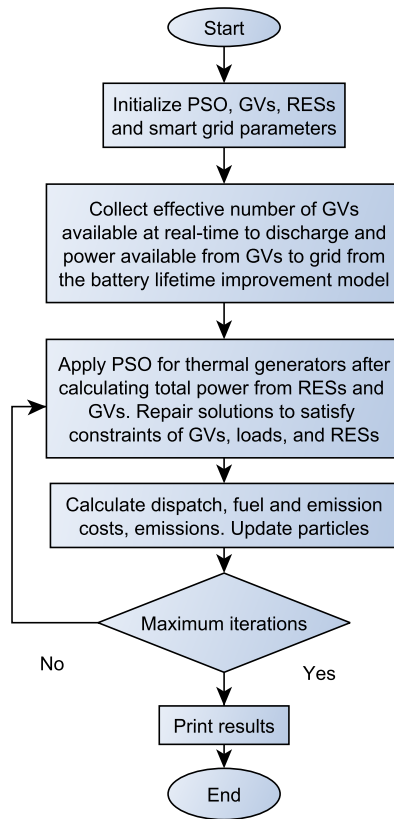 Start
Initialize PSO, GVs, RESs
and smart grid parameters
Collect effective number of GVs
available at real-time to discharge and
power available from GVs to grid from
the battery lifetime improvement model
Apply PSO for thermal generators after
calculating total power from RESs and
GVs. Repair solutions to satisfy
constraints of GVs, loads, and RESs
Calculate dispatch, fuel and emission
costs, emissions. Update particles
Maximum iterations
No
Yes
Print results
End